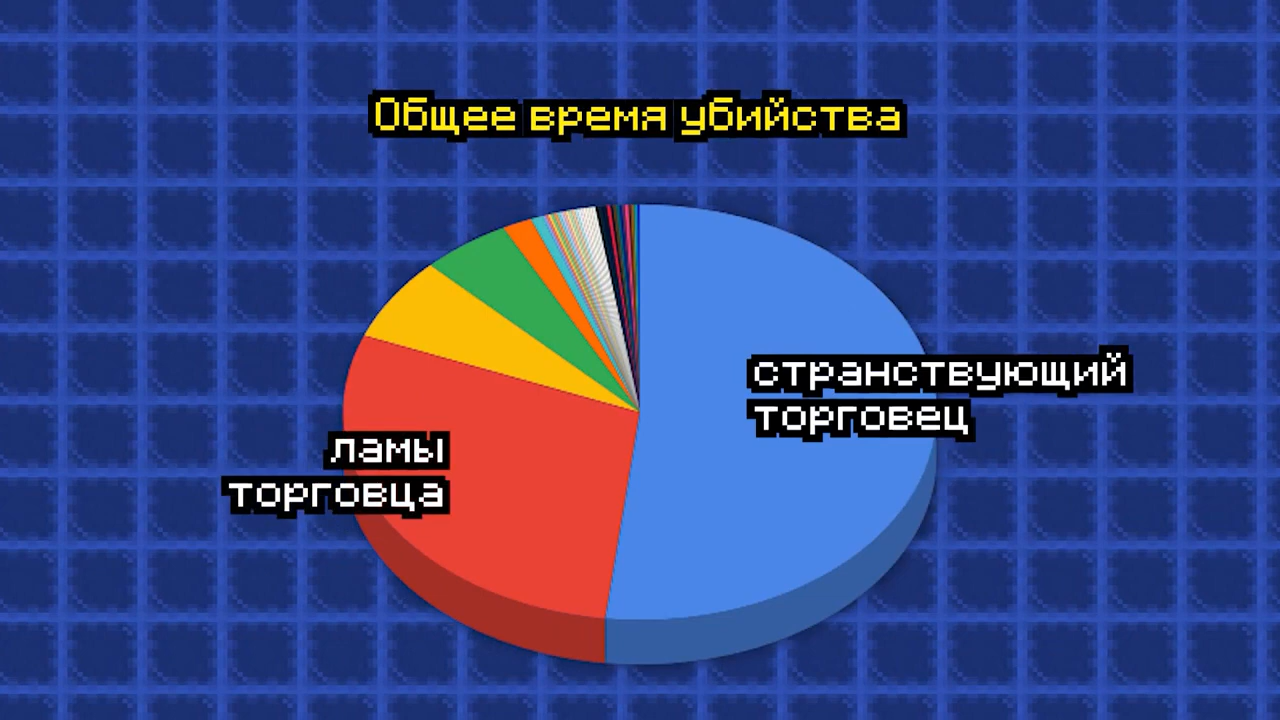 Общее время убийства
странствующий
торговец
ламы
торговца